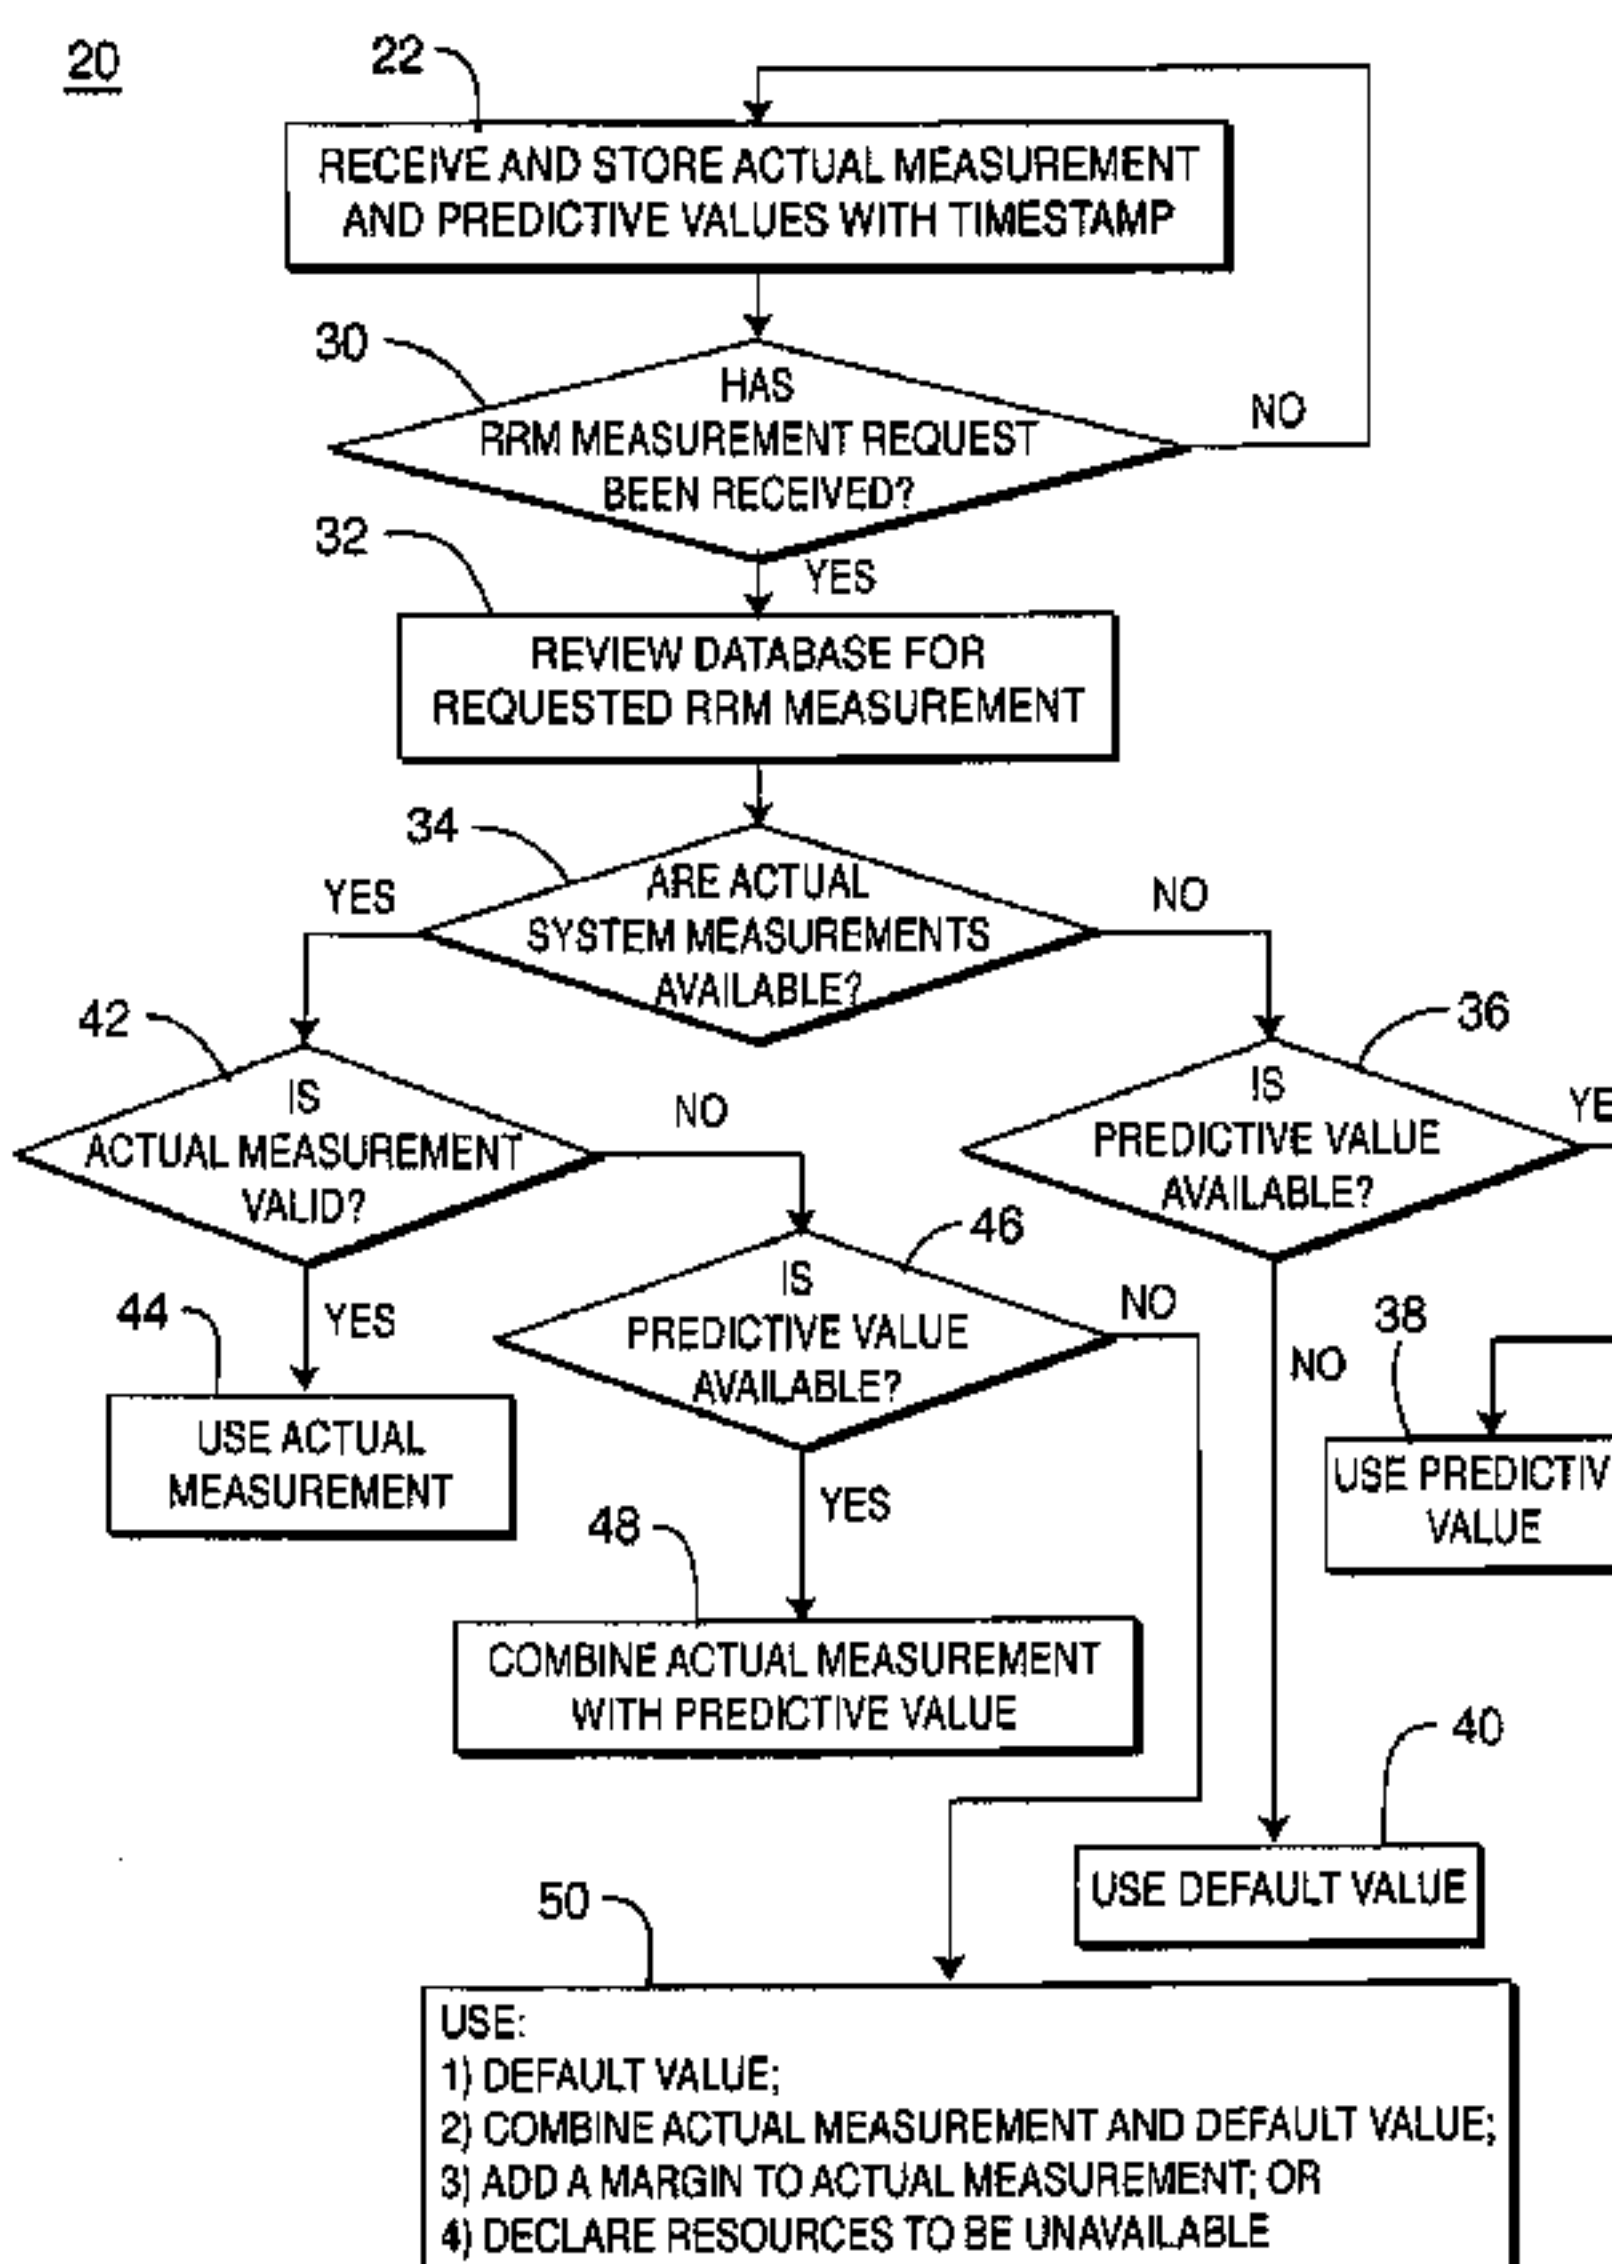 20
22
RECEIVE AND STORE ACTUAL MEASUREMENT
AND PREDICTIVE VALUES WITH TIMESTAMP
30
HAS
RRM MEASUREMENT REQUEST
BEEN RECEIVED?
NO
32
YES
REVIEW DATABASE FOR
REQUESTED RRM MEASUREMENT
34
YES
ARE ACTUAL
SYSTEM MEASUREMENTS
AVAILABLE?
NO
42
IS
ACTUAL MEASUREMENT
VALID?
NO
36
IS
PREDICTIVE VALUE
AVAILABLE?
YE
46
IS
PREDICTIVE VALUE
AVAILABLE?
NO
44
YES
USE ACTUAL
MEASUREMENT
NO
38
USE PREDICTIV
VALUE
YES
48
COMBINE ACTUAL MEASUREMENT
WITH PREDICTIVE VALUE
40
USE DEFAULT VALUE
50
USE:
1) DEFAULT VALUE;
2) COMBINE ACTUAL MEASUREMENT AND DEFAULT VALUE;
3) ADD A MARGIN TO ACTUAL MEASUREMENT; OR
4) DECLARE RESOURCES TO BE UNAVAILABLE